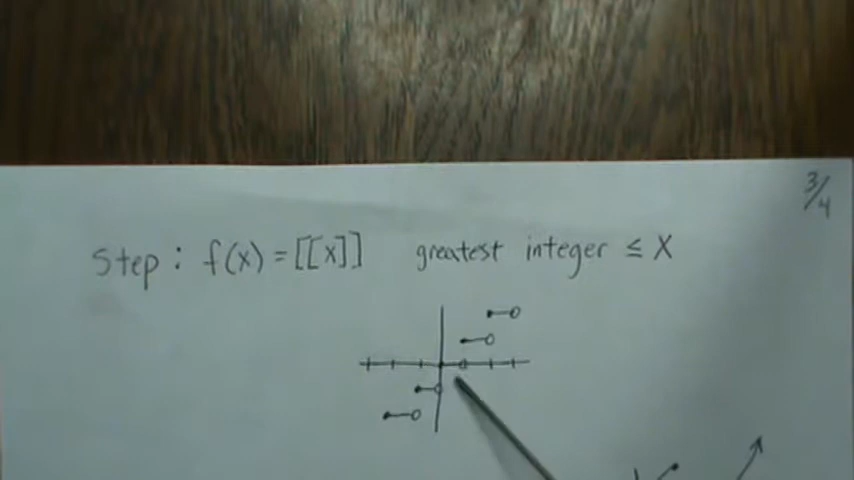 3/4
Step: f(x) = [[x]] greatest integer ≤ X